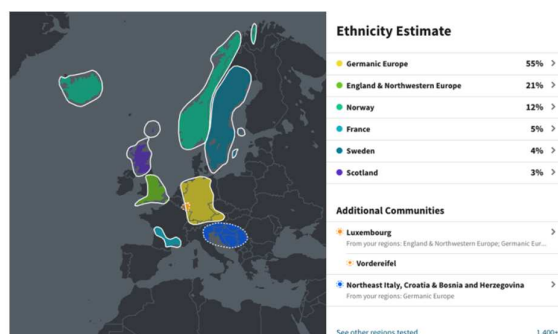 Ethnicity Estimate
Germanic Europe 55%
England & Northwestern Europe 21%
Norway 12%
France 5%
Sweden 4%
Scotland 3%
Additional Communities
Luxembourg
From your regions: England & Northwestern Europe; Germanic Eur...
Vordereifel
Northeast Italy, Croatia & Bosnia and Herzegovina
From your regions: Germanic Europe
See other regions tested 1,400+